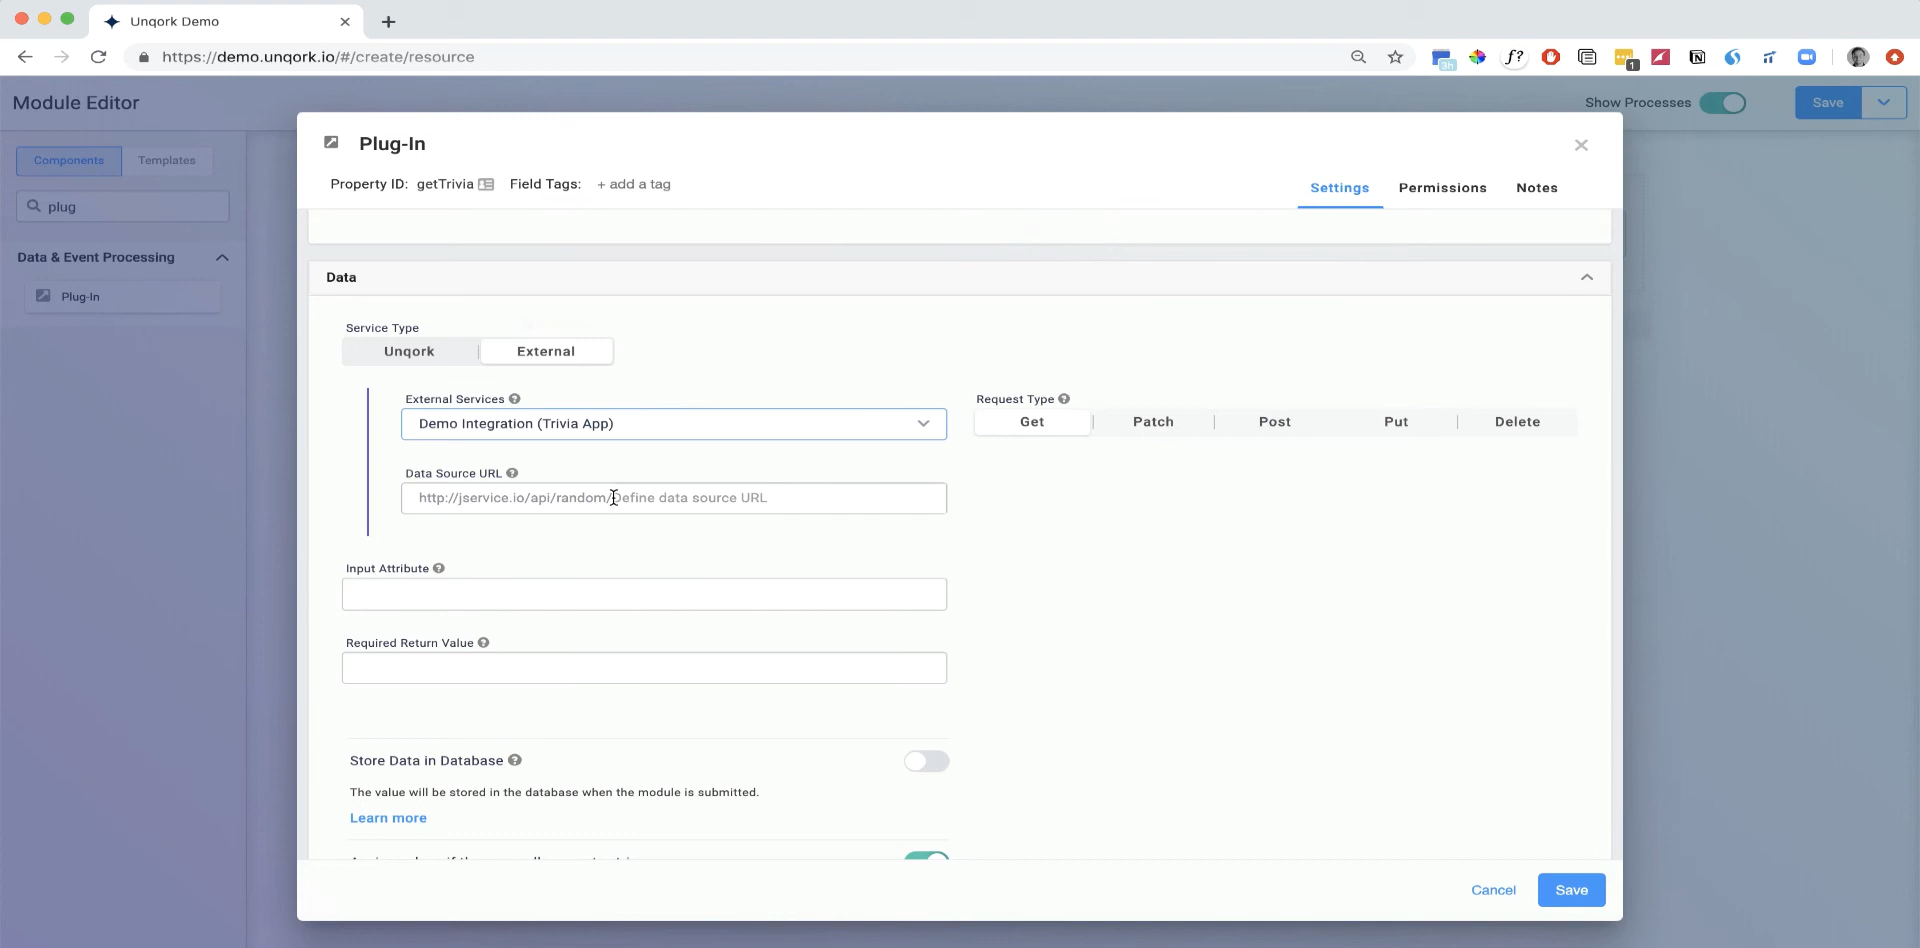 Unqork Demo
https://demo.unqork.io/#/create/resource
f?
3h
1
Module Editor
Show Processes
Save
Components
Templates
plug
Data & Event Processing
Plug-In
Plug-In
Property ID: getTrivia
Field Tags: + add a tag
Settings
Permissions
Notes
Data
Service Type
Unqork
External
External Services
Request Type
Demo Integration (Trivia App)
Get
Patch
Post
Put
Delete
Data Source URL
http://jservice.io/api/random/Define data source URL
Input Attribute
Required Return Value
Store Data in Database
The value will be stored in the database when the module is submitted.
Learn more
Cancel
Save